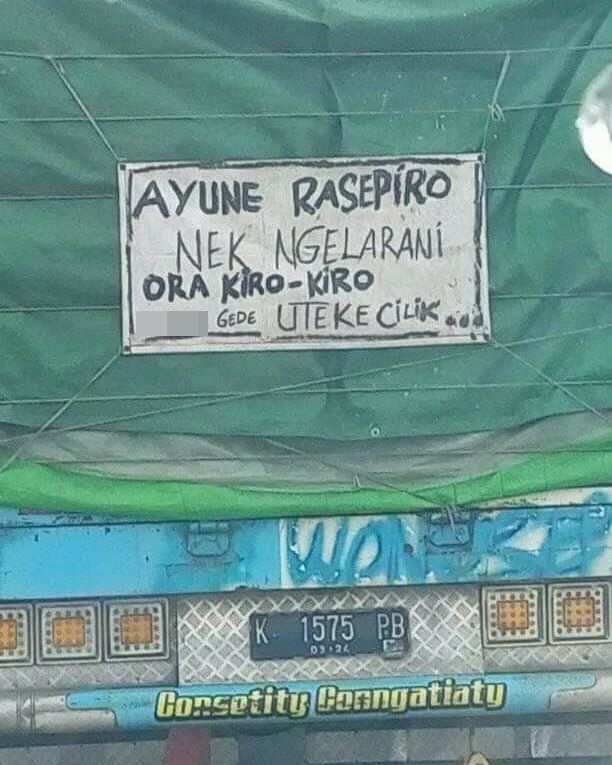 AYUNE RASEPIRO
NEK NGELARANI
ORA KIRO-KIRO
GEDE UTEKE CILIK...
K 1575 PB
03·24
Consetity Conngatiaty